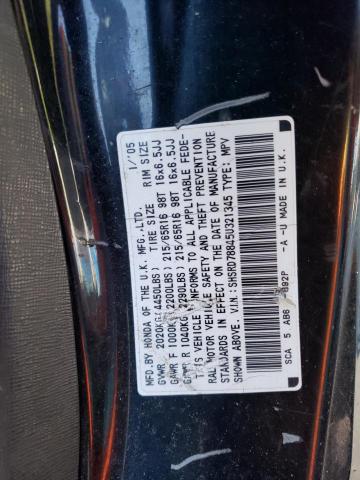 MFD.BY HONDA OF THE U.K. MFG.,LTD. 1/'05
TIRE SIZE RIM SIZE
GVWR 2020KG(4450LBS)
GAWR F 1000KG(2200LBS) 215/65R16 98T 16x6.5JJ
GAWR R 1040KG(2290LBS) 215/65R16 98T 16x6.5JJ
THIS VEHICLE CONFORMS TO ALL APPLICABLE FEDE-
RAL MOTOR VEHICLE SAFETY AND THEFT PREVENTION
STANDARDS IN EFFECT ON THE DATE OF MANUFACTURE
SHOWN ABOVE. V.I.N:SHSRD78845U321345 TYPE: MPV
892P -A -U MADE IN U.K.
SCA 5 AB6